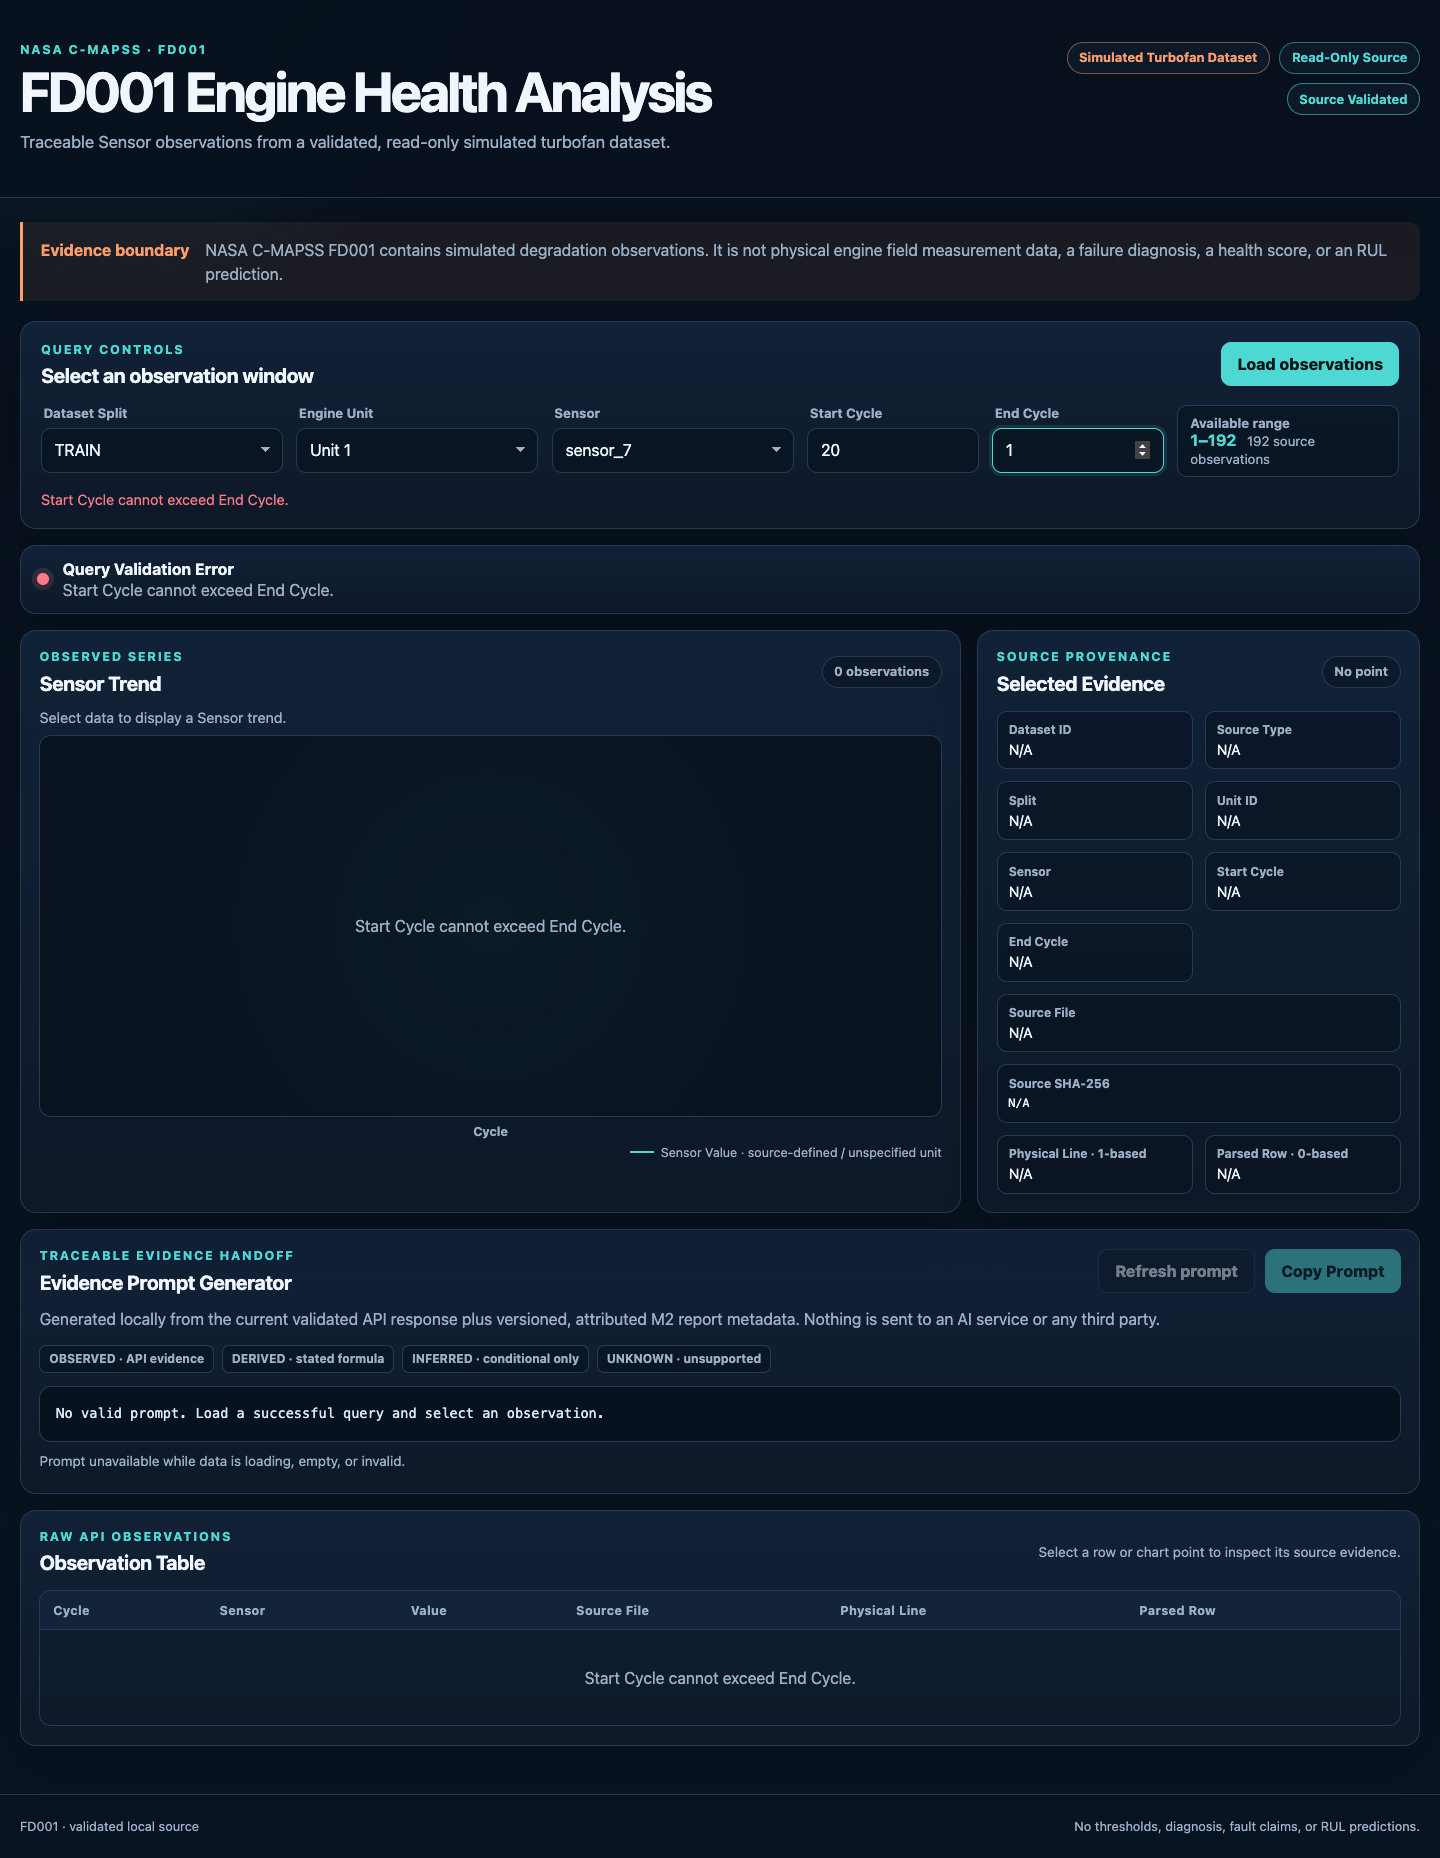 NASA C-MAPSS · FD001
FD001 Engine Health Analysis
Traceable Sensor observations from a validated, read-only simulated turbofan dataset.
Simulated Turbofan Dataset
Read-Only Source
Source Validated
Evidence boundary
NASA C-MAPSS FD001 contains simulated degradation observations. It is not physical engine field measurement data, a failure diagnosis, a health score, or an RUL
prediction.
QUERY CONTROLS
Select an observation window
Load observations
Dataset Split
Engine Unit
Sensor
Start Cycle
End Cycle
TRAIN
Unit 1
sensor_7
20
1
Available range
1–192 192 source
observations
Start Cycle cannot exceed End Cycle.
Query Validation Error
Start Cycle cannot exceed End Cycle.
OBSERVED SERIES
Sensor Trend
0 observations
Select data to display a Sensor trend.
Start Cycle cannot exceed End Cycle.
Cycle
Sensor Value · source-defined / unspecified unit
SOURCE PROVENANCE
Selected Evidence
No point
Dataset ID
N/A
Source Type
N/A
Split
N/A
Unit ID
N/A
Sensor
N/A
Start Cycle
N/A
End Cycle
N/A
Source File
N/A
Source SHA-256
N/A
Physical Line · 1-based
N/A
Parsed Row · 0-based
N/A
TRACEABLE EVIDENCE HANDOFF
Evidence Prompt Generator
Refresh prompt
Copy Prompt
Generated locally from the current validated API response plus versioned, attributed M2 report metadata. Nothing is sent to an AI service or any third party.
OBSERVED · API evidence
DERIVED · stated formula
INFERRED · conditional only
UNKNOWN · unsupported
No valid prompt. Load a successful query and select an observation.
Prompt unavailable while data is loading, empty, or invalid.
RAW API OBSERVATIONS
Observation Table
Select a row or chart point to inspect its source evidence.
Cycle
Sensor
Value
Source File
Physical Line
Parsed Row
Start Cycle cannot exceed End Cycle.
FD001 · validated local source
No thresholds, diagnosis, fault claims, or RUL predictions.